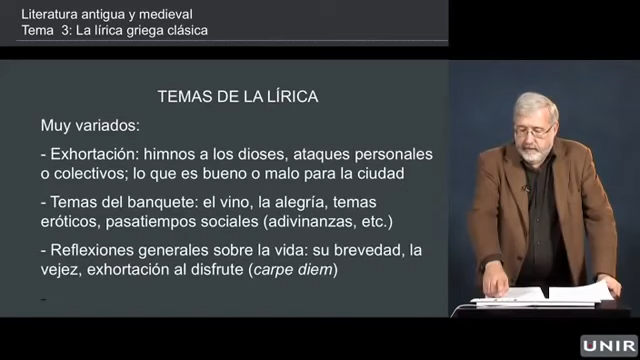 Literatura antigua y medieval
Tema 3: La lírica griega clásica
TEMAS DE LA LÍRICA
Muy variados:
- Exhortación: himnos a los dioses, ataques personales
o colectivos; lo que es bueno o malo para la ciudad
- Temas del banquete: el vino, la alegría, temas
eróticos, pasatiempos sociales (adivinanzas, etc.)
- Reflexiones generales sobre la vida: su brevedad, la
vejez, exhortación al disfrute (carpe diem)
-
UNIR